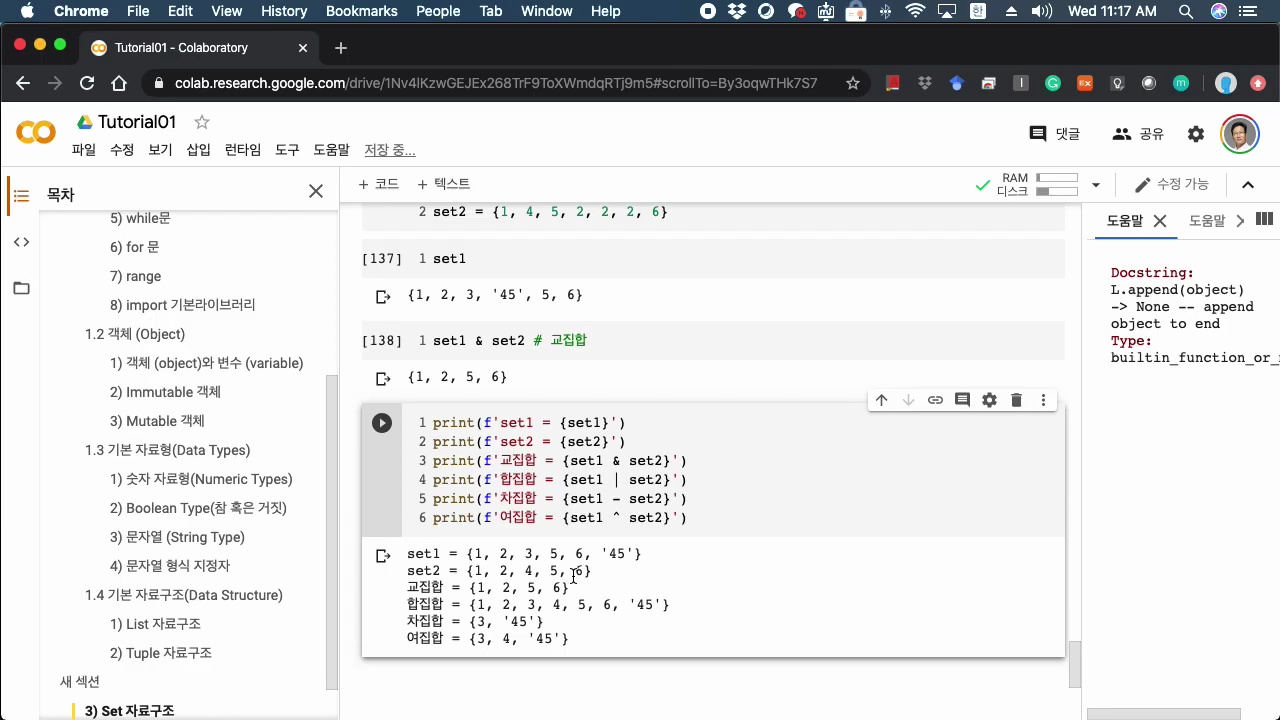 Chrome File Edit View History Bookmarks People Tab Window Help 한 Wed 11:17 AM
Tutorial01 - Colaboratory
colab.research.google.com/drive/1Nv4lKzwGEJEx268TrF9ToXWmdqRTj9m5#scrollTo=By3oqwTHk7S7
Tutorial01
파일 수정 보기 삽입 런타임 도구 도움말 저장 중...
댓글 공유
목차
5) while문
6) for 문
7) range
8) import 기본라이브러리
1.2 객체 (Object)
1) 객체 (object)와 변수 (variable)
2) Immutable 객체
3) Mutable 객체
1.3 기본 자료형(Data Types)
1) 숫자 자료형(Numeric Types)
2) Boolean Type(참 혹은 거짓)
3) 문자열 (String Type)
4) 문자열 형식 지정자
1.4 기본 자료구조(Data Structure)
1) List 자료구조
2) Tuple 자료구조
새 섹션
3) Set 자료구조
+ 코드 + 텍스트
RAM
디스크
수정 가능
2 set2 = {1, 4, 5, 2, 2, 2, 6}
[137] 1 set1
{1, 2, 3, '45', 5, 6}
[138] 1 set1 & set2 # 교집합
{1, 2, 5, 6}
1 print(f'set1 = {set1}')
2 print(f'set2 = {set2}')
3 print(f'교집합 = {set1 & set2}')
4 print(f'합집합 = {set1 | set2}')
5 print(f'차집합 = {set1 - set2}')
6 print(f'여집합 = {set1 ^ set2}')
set1 = {1, 2, 3, 5, 6, '45'}
set2 = {1, 2, 4, 5, 6}
교집합 = {1, 2, 5, 6}
합집합 = {1, 2, 3, 4, 5, 6, '45'}
차집합 = {3, '45'}
여집합 = {3, 4, '45'}
도움말 도움말
Docstring:
L.append(object)
-> None -- append
object to end
Type:
builtin_function_or_